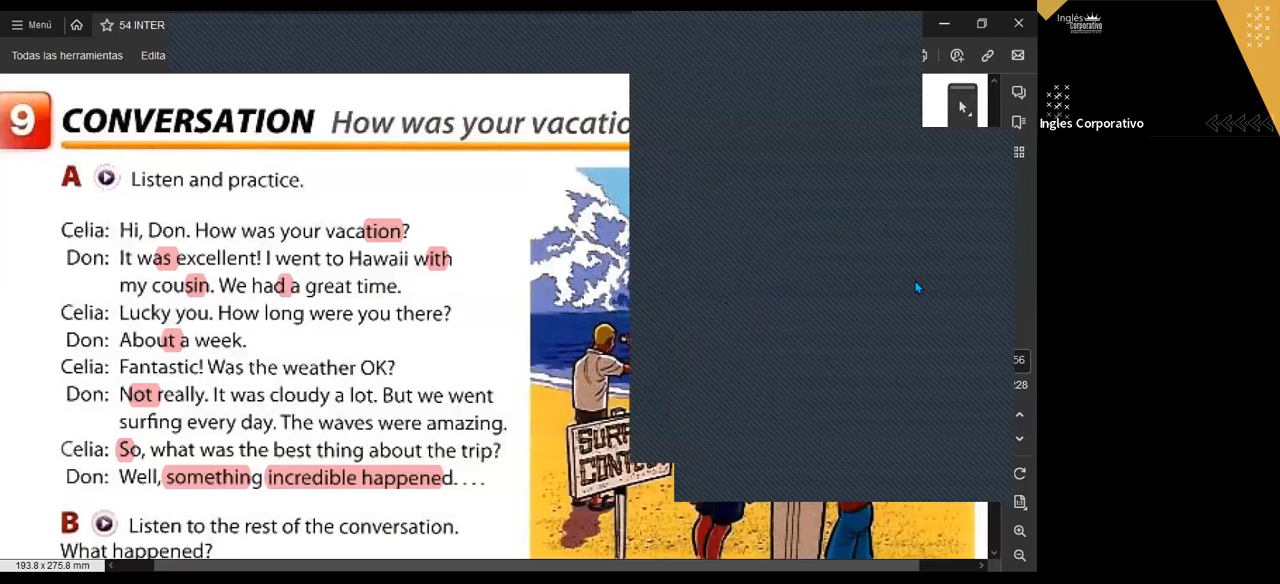 Menú
54 INTER
Todas las herramientas
Edita
Inglés
Corporativo
Ingles Corporativo
9 CONVERSATION How was your vacatio
A Listen and practice.
Celia: Hi, Don. How was your vacation?
Don: It was excellent! I went to Hawaii with
my cousin. We had a great time.
Celia: Lucky you. How long were you there?
Don: About a week.
Celia: Fantastic! Was the weather OK?
Don: Not really. It was cloudy a lot. But we went
surfing every day. The waves were amazing.
Celia: So, what was the best thing about the trip?
Don: Well, something incredible happened. . . .
B Listen to the rest of the conversation.
What happened?
56
228
193.8 x 275.8 mm